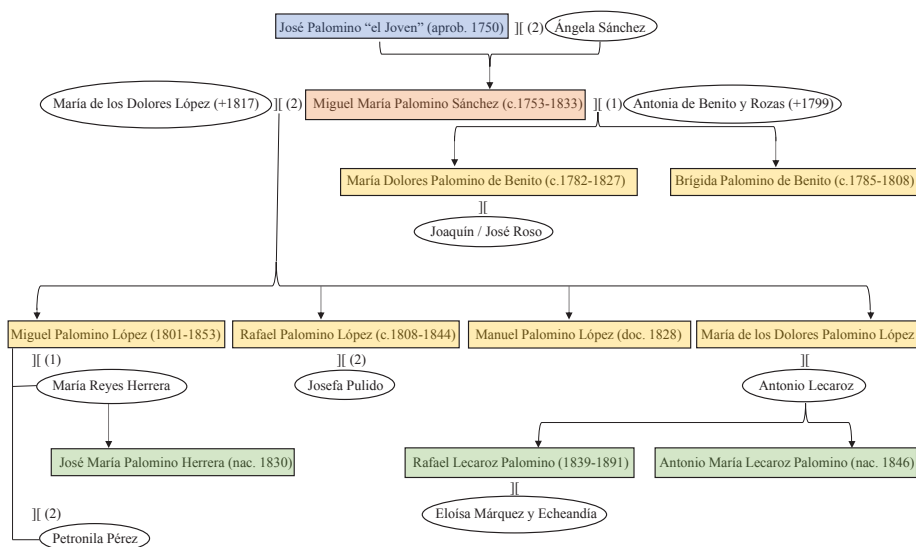 José Palomino “el Joven” (aprob. 1750) ][ (2) Ángela Sánchez
María de los Dolores López (+1817) ][ (2) Miguel María Palomino Sánchez (c.1753-1833) ][ (1) Antonia de Benito y Rozas (+1799)
María Dolores Palomino de Benito (c.1782-1827) Brígida Palomino de Benito (c.1785-1808)
][
Joaquín / José Roso
Miguel Palomino López (1801-1853) Rafael Palomino López (c.1808-1844) Manuel Palomino López (doc. 1828) María de los Dolores Palomino López
][ (1) ][ (2) ][
María Reyes Herrera Josefa Pulido Antonio Lecaroz
José María Palomino Herrera (nac. 1830) Rafael Lecaroz Palomino (1839-1891) Antonio María Lecaroz Palomino (nac. 1846)
][
Eloísa Márquez y Echeandía
][ (2)
Petronila Pérez